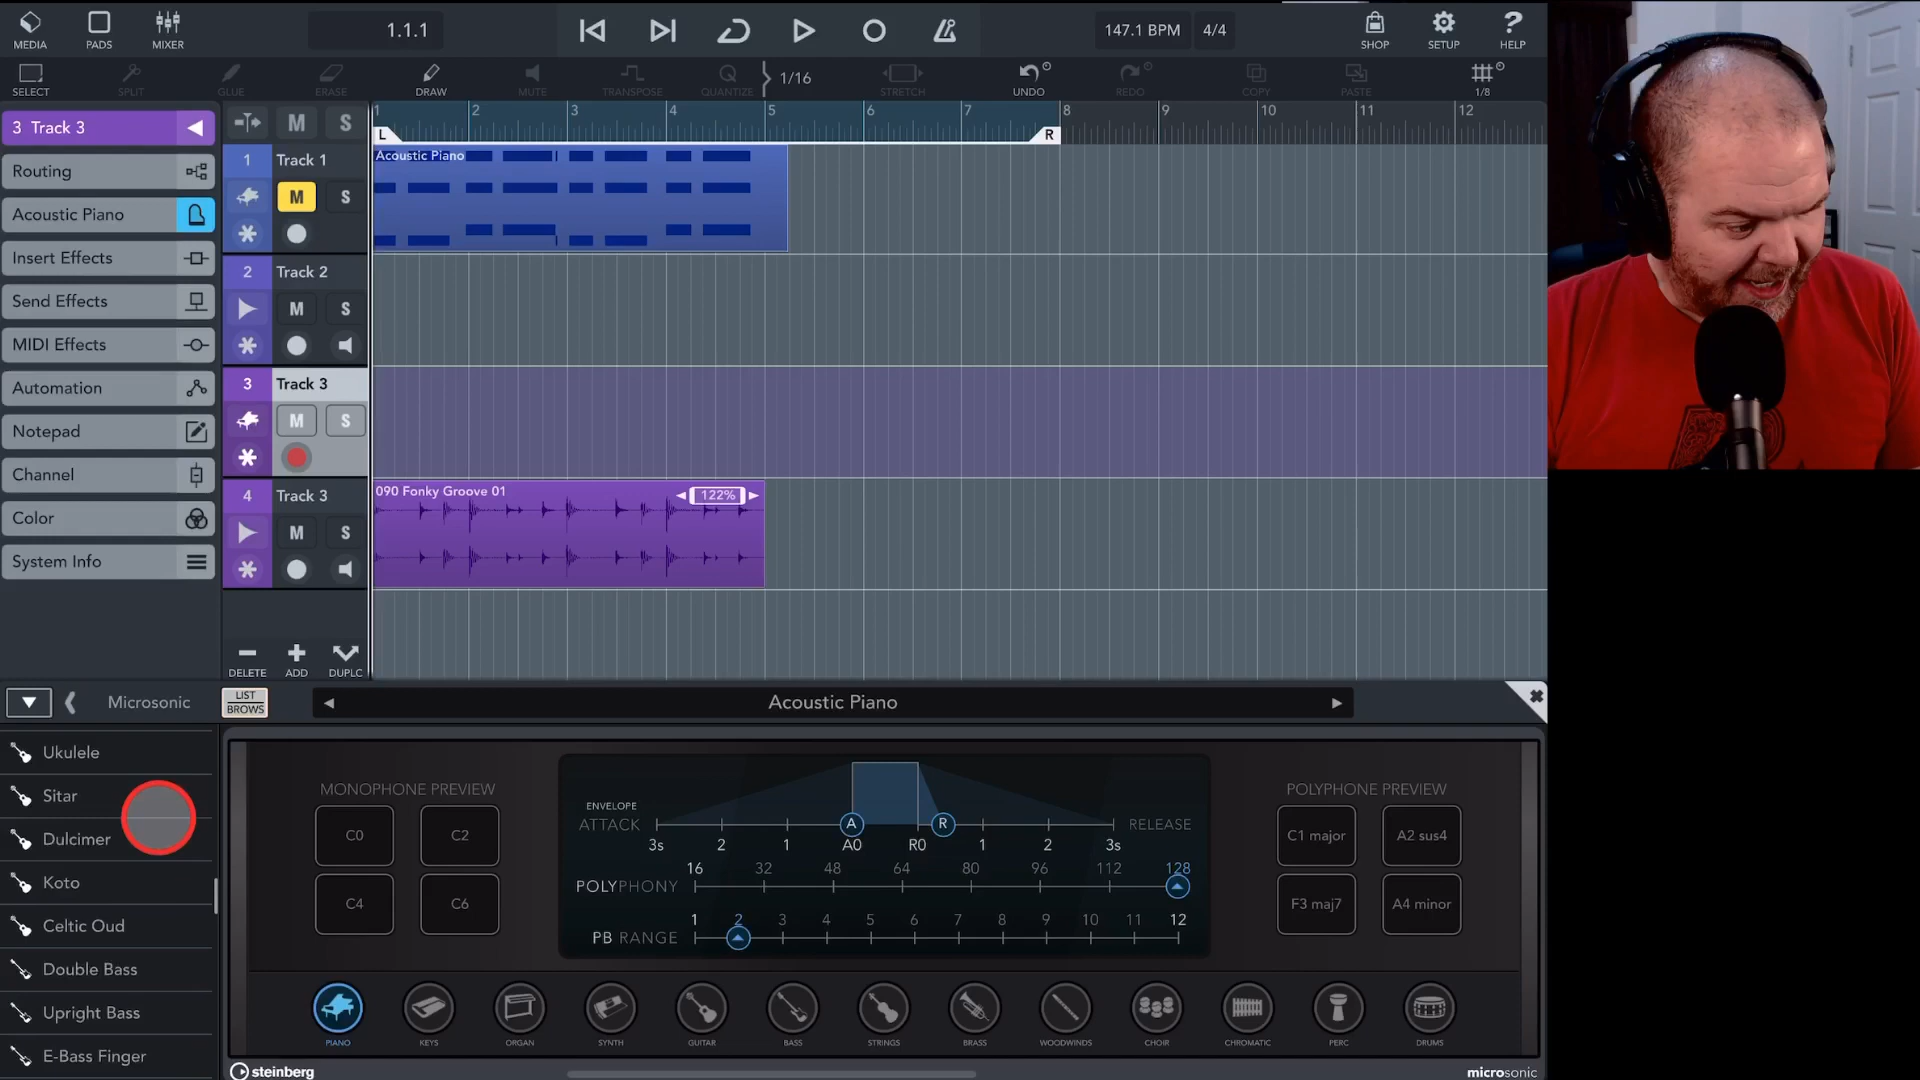 MEDIA
PADS
MIXER
1.1.1
147.1 BPM
4/4
SHOP
SETUP
?
HELP
SELECT
SPLIT
GLUE
ERASE
DRAW
MUTE
TRANSPOSE
Q
QUANTIZE
1/16
STRETCH
UNDO
REDO
COPY
PASTE
1/8
3 Track 3
Routing
Acoustic Piano
Insert Effects
Send Effects
MIDI Effects
Automation
Notepad
Channel
Color
System Info
M S
1 2 3 4 5 6 7 8 9 10 11 12
L R
1 Track 1
M S
Acoustic Piano
2 Track 2
M S
3 Track 3
M S
4 Track 3
M S
090 Fonky Groove 01
122%
DELETE
ADD
DUPLC
Microsonic
LIST
BROWS
Acoustic Piano
Ukulele
Sitar
Dulcimer
Koto
Celtic Oud
Double Bass
Upright Bass
E-Bass Finger
MONOPHONE PREVIEW
C0 C2
C4 C6
ENVELOPE
ATTACK
A R
RELEASE
3s 2 1 A0 R0 1 2 3s
16 32 48 64 80 96 112 128
POLYPHONY
1 2 3 4 5 6 7 8 9 10 11 12
PB RANGE
POLYPHONE PREVIEW
C1 major A2 sus4
F3 maj7 A4 minor
PIANO
KEYS
ORGAN
SYNTH
GUITAR
BASS
STRINGS
BRASS
WOODWINDS
CHOIR
CHROMATIC
PERC
DRUMS
steinberg
microsonic